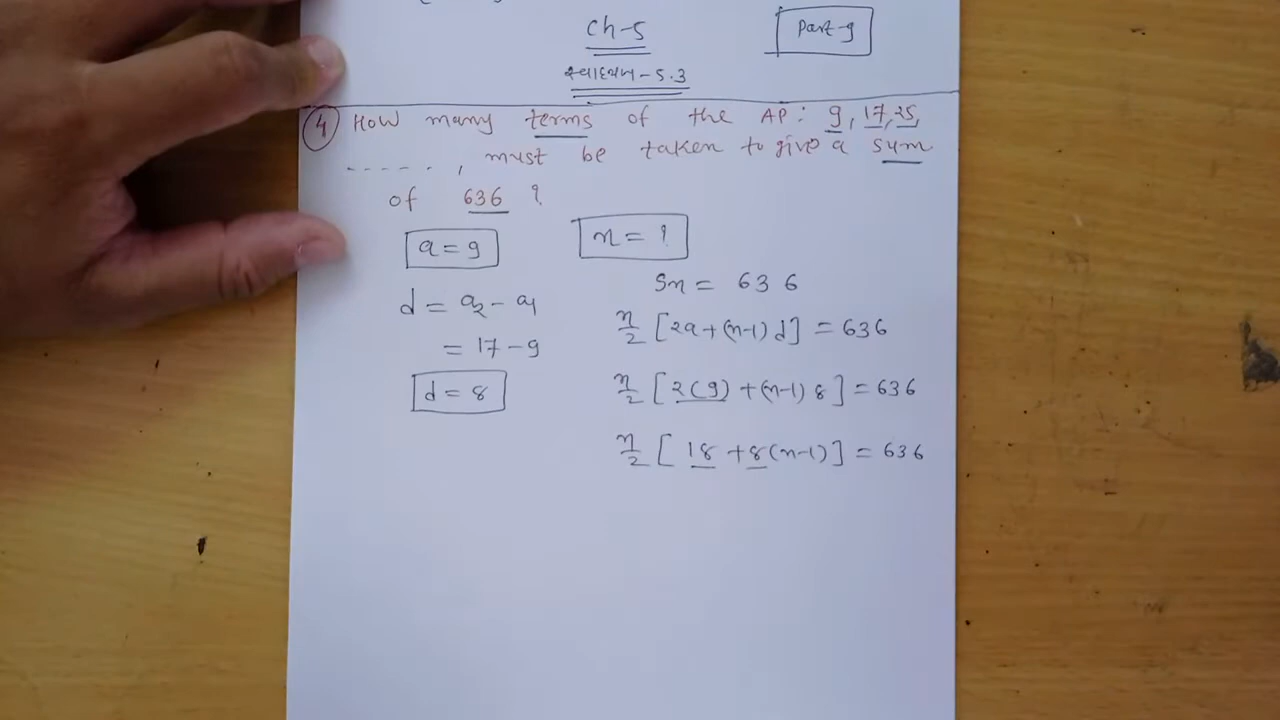 Ch-5
Part-9
સ્વાધ્યાય - 5.3
4 How many terms of the AP: 9, 17, 25,
....., must be taken to give a sum
of 636 ?
a = 9
n = ?
d = a2 - a1
= 17 - 9
d = 8
Sn = 636
n/2 [2a+(n-1)d] = 636
n/2 [2(9) +(n-1) 8] = 636
n/2 [ 18 +8(n-1)] = 636